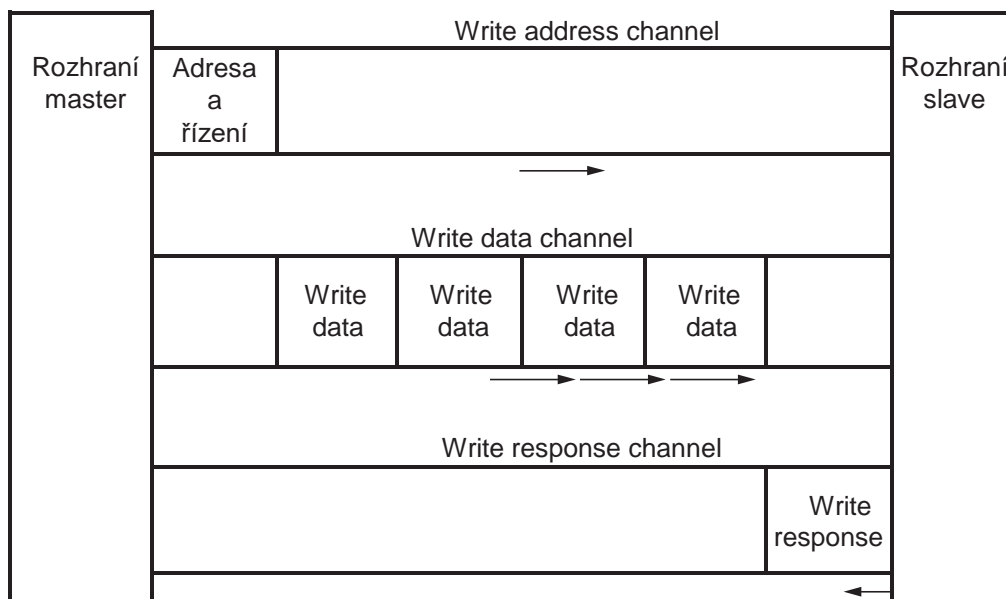 Write address channel
Rozhraní
master
Adresa
a
řízení
Rozhraní
slave
Write data channel
Write
data
Write
data
Write
data
Write
data
Write response channel
Write
response